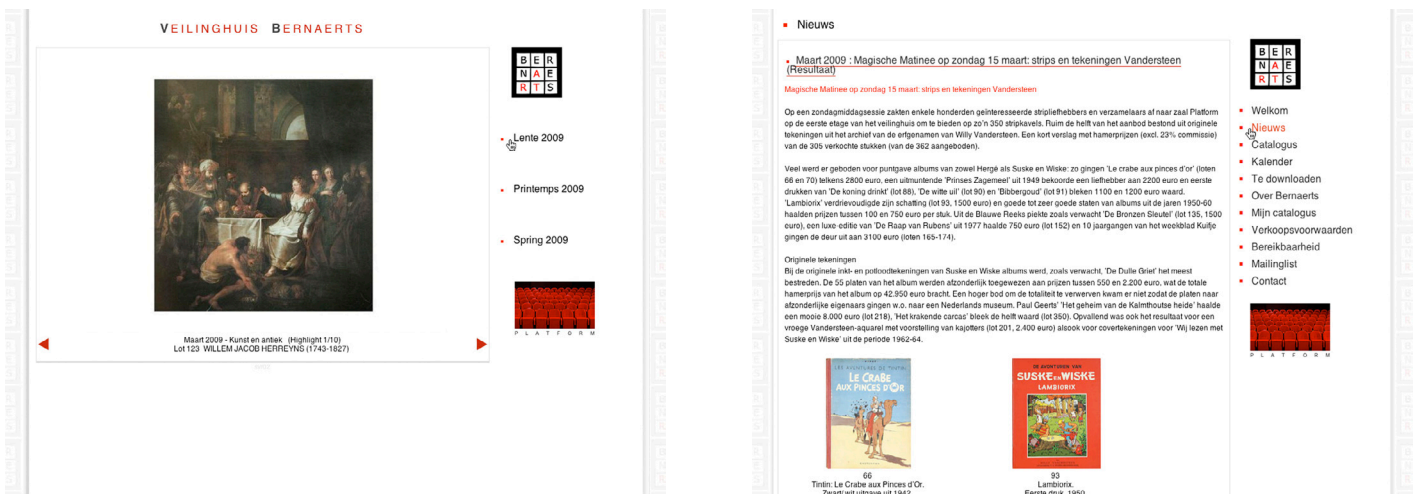 VEILINGHUIS BERNAERTS
BER
NAE
RTS
Lente 2009
Printemps 2009
Spring 2009
PLATFORM
Maart 2009 - Kunst en antiek (Highlight 1/10)
Lot 123 WILLEM JACOB HERREYNS (1743-1827)
Nieuws
Maart 2009 : Magische Matinee op zondag 15 maart: strips en tekeningen Vandersteen
(Resultaat)
Magische Matinee op zondag 15 maart: strips en tekeningen Vandersteen
Op een zondagmiddagsessie zakten enkele honderden geïnteresseerde stripliefhebbers en verzamelaars af naar zaal Platform
op de eerste etage van het veilinghuis om te bieden op zo'n 350 stripkavels. Ruim de helft van het aanbod bestond uit originele
tekeningen uit het archief van de erfgenamen van Willy Vandersteen. Een kort verslag met hamerprijzen (excl. 23% commissie)
van de 305 verkochte stukken (van de 362 aangeboden).
Veel werd er geboden voor puntgave albums van zowel Hergé als Suske en Wiske: zo gingen 'Le crabe aux pinces d'or' (loten
66 en 70) telkens 2800 euro, een uitmuntende 'Prinses Zagemeel' uit 1949 bekoorde een liefhebber aan 2200 euro en eerste
drukken van 'De koning drinkt' (lot 88), 'De witte uil' (lot 90) en 'Bibbergoud' (lot 91) bleken 1100 en 1200 euro waard.
'Lambiorix' verdrievoudigde zijn schatting (lot 93, 1500 euro) en goede tot zeer goede staten van albums uit de jaren 1950-60
haalden prijzen tussen 100 en 750 euro per stuk. Uit de Blauwe Reeks piekte zoals verwacht 'De Bronzen Sleutel' (lot 135, 1500
euro), een luxe-editie van 'De Raap van Rubens' uit 1977 haalde 750 euro (lot 152) en 10 jaargangen van het weekblad Kuifje
gingen de deur uit aan 3100 euro (loten 165-174).
Originele tekeningen
Bij de originele inkt- en potloodtekeningen van Suske en Wiske albums werd, zoals verwacht, 'De Dulle Griet' het meest
bestreden. De 55 platen van het album werden afzonderlijk toegewezen aan prijzen tussen 550 en 2.200 euro, wat de totale
hamerprijs van het album op 42.950 euro bracht. Een hoger bod om de totaliteit te verwerven kwam er niet zodat de platen naar
afzonderlijke eigenaars gingen w.o. naar een Nederlands museum. Paul Geerts' 'Het geheim van de Kalmthoutse heide' haalde
een mooie 8.000 euro (lot 218), 'Het krakende carcas' bleek de helft waard (lot 350). Opvallend was ook het resultaat voor een
vroege Vandersteen-aquarel met voorstelling van kajotters (lot 201, 2.400 euro) alsook voor covertekeningen voor 'Wij lezen met
Suske en Wiske' uit de periode 1962-64.
LES AVENTURES DE TINTIN
LE CRABE
AUX PINCES D'OR
66
Tintin: Le Crabe aux Pinces d'Or.
Zwart/wit uitgave uit 1942
DE AVONTUREN VAN
SUSKE EN WISKE
LAMBIORIX
93
Lambiorix.
Eerste druk, 1950
BER
NAE
RTS
Welkom
Nieuws
Catalogus
Kalender
Te downloaden
Over Bernaerts
Mijn catalogus
Verkoopsvoorwaarden
Bereikbaarheid
Mailinglist
Contact
PLATFORM